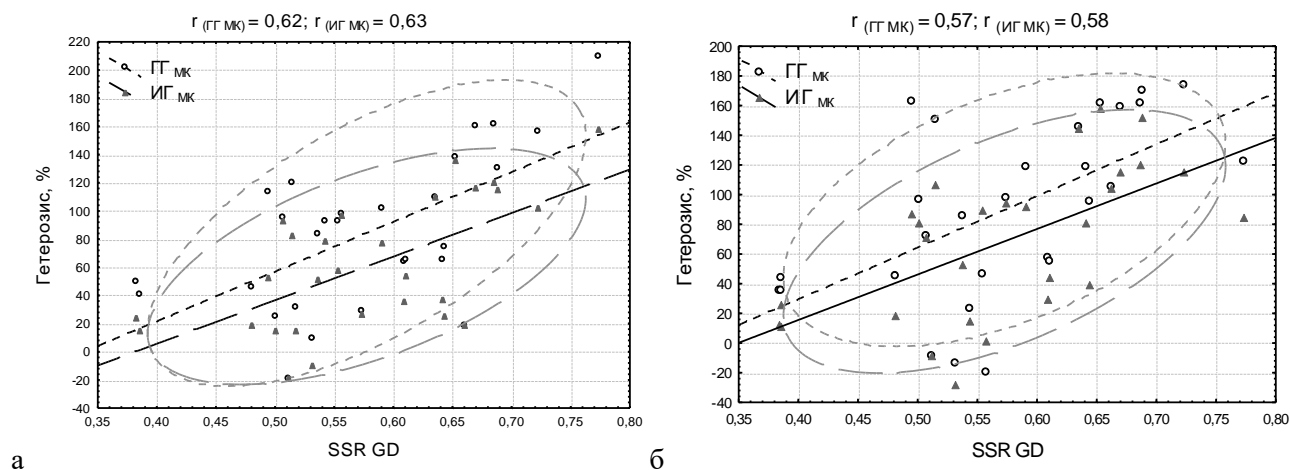 r (ГГ МК) = 0,62; r (ИГ МК) = 0,63
220
200
180
160
140
120
100
80
60
40
20
0
-20
-40
Гетерозис, %
ГГ МК
ИГ МК
0,35 0,40 0,45 0,50 0,55 0,60 0,65 0,70 0,75 0,80
SSR GD
а
r (ГГ МК) = 0,57; r (ИГ МК) = 0,58
200
180
160
140
120
100
80
60
40
20
0
-20
-40
Гетерозис, %
ГГ МК
ИГ МК
0,35 0,40 0,45 0,50 0,55 0,60 0,65 0,70 0,75 0,80
SSR GD
б